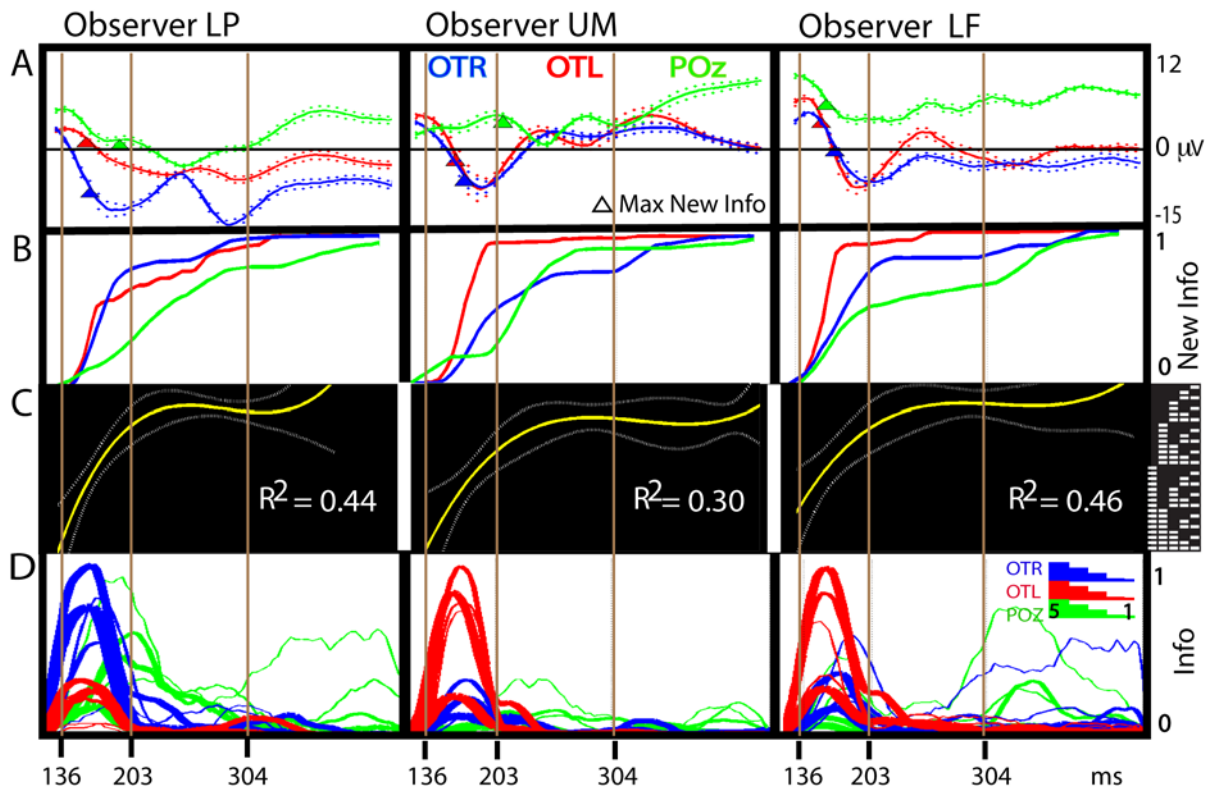 Observer LP Observer UM Observer LF
A OTR OTL POz 12
0 μV
△ Max New Info -15
B 1
New Info
0
C
R² = 0.44 R² = 0.30 R² = 0.46
D OTR 1
OTL
POZ 5 1
Info
0
136 203 304 136 203 304 136 203 304 ms